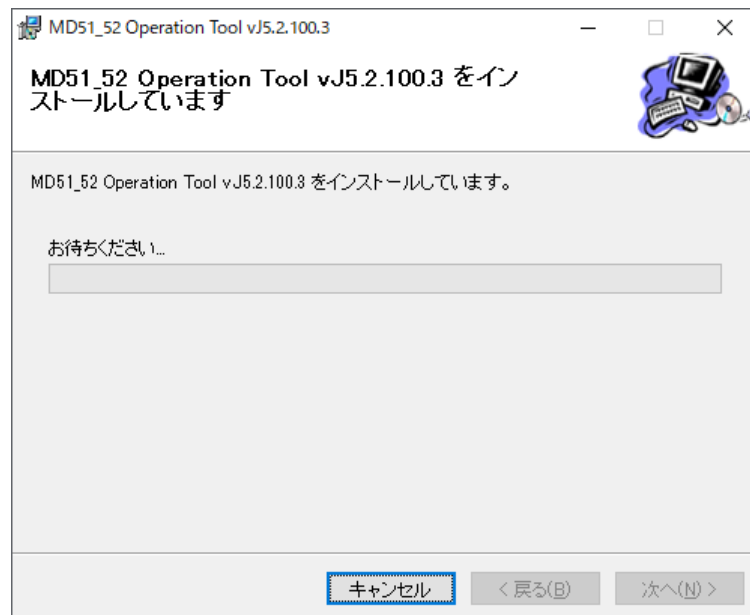 MD51_52 Operation Tool vJ5.2.100.3
MD51_52 Operation Tool vJ5.2.100.3 をイン
ストールしています
MD51_52 Operation Tool vJ5.2.100.3 をインストールしています。
お待ちください...
キャンセル
< 戻る(B)
次へ(N) >